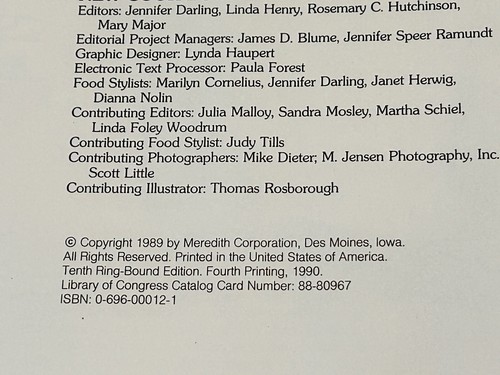 Editors: Jennifer Darling, Linda Henry, Rosemary C. Hutchinson,
Mary Major
Editorial Project Managers: James D. Blume, Jennifer Speer Ramundt
Graphic Designer: Lynda Haupert
Electronic Text Processor: Paula Forest
Food Stylists: Marilyn Cornelius, Jennifer Darling, Janet Herwig,
Dianna Nolin
Contributing Editors: Julia Malloy, Sandra Mosley, Martha Schiel,
Linda Foley Woodrum
Contributing Food Stylist: Judy Tills
Contributing Photographers: Mike Dieter; M. Jensen Photography, Inc.
Scott Little
Contributing Illustrator: Thomas Rosborough
© Copyright 1989 by Meredith Corporation, Des Moines, Iowa.
All Rights Reserved. Printed in the United States of America.
Tenth Ring-Bound Edition. Fourth Printing, 1990.
Library of Congress Catalog Card Number: 88-80967
ISBN: 0-696-00012-1